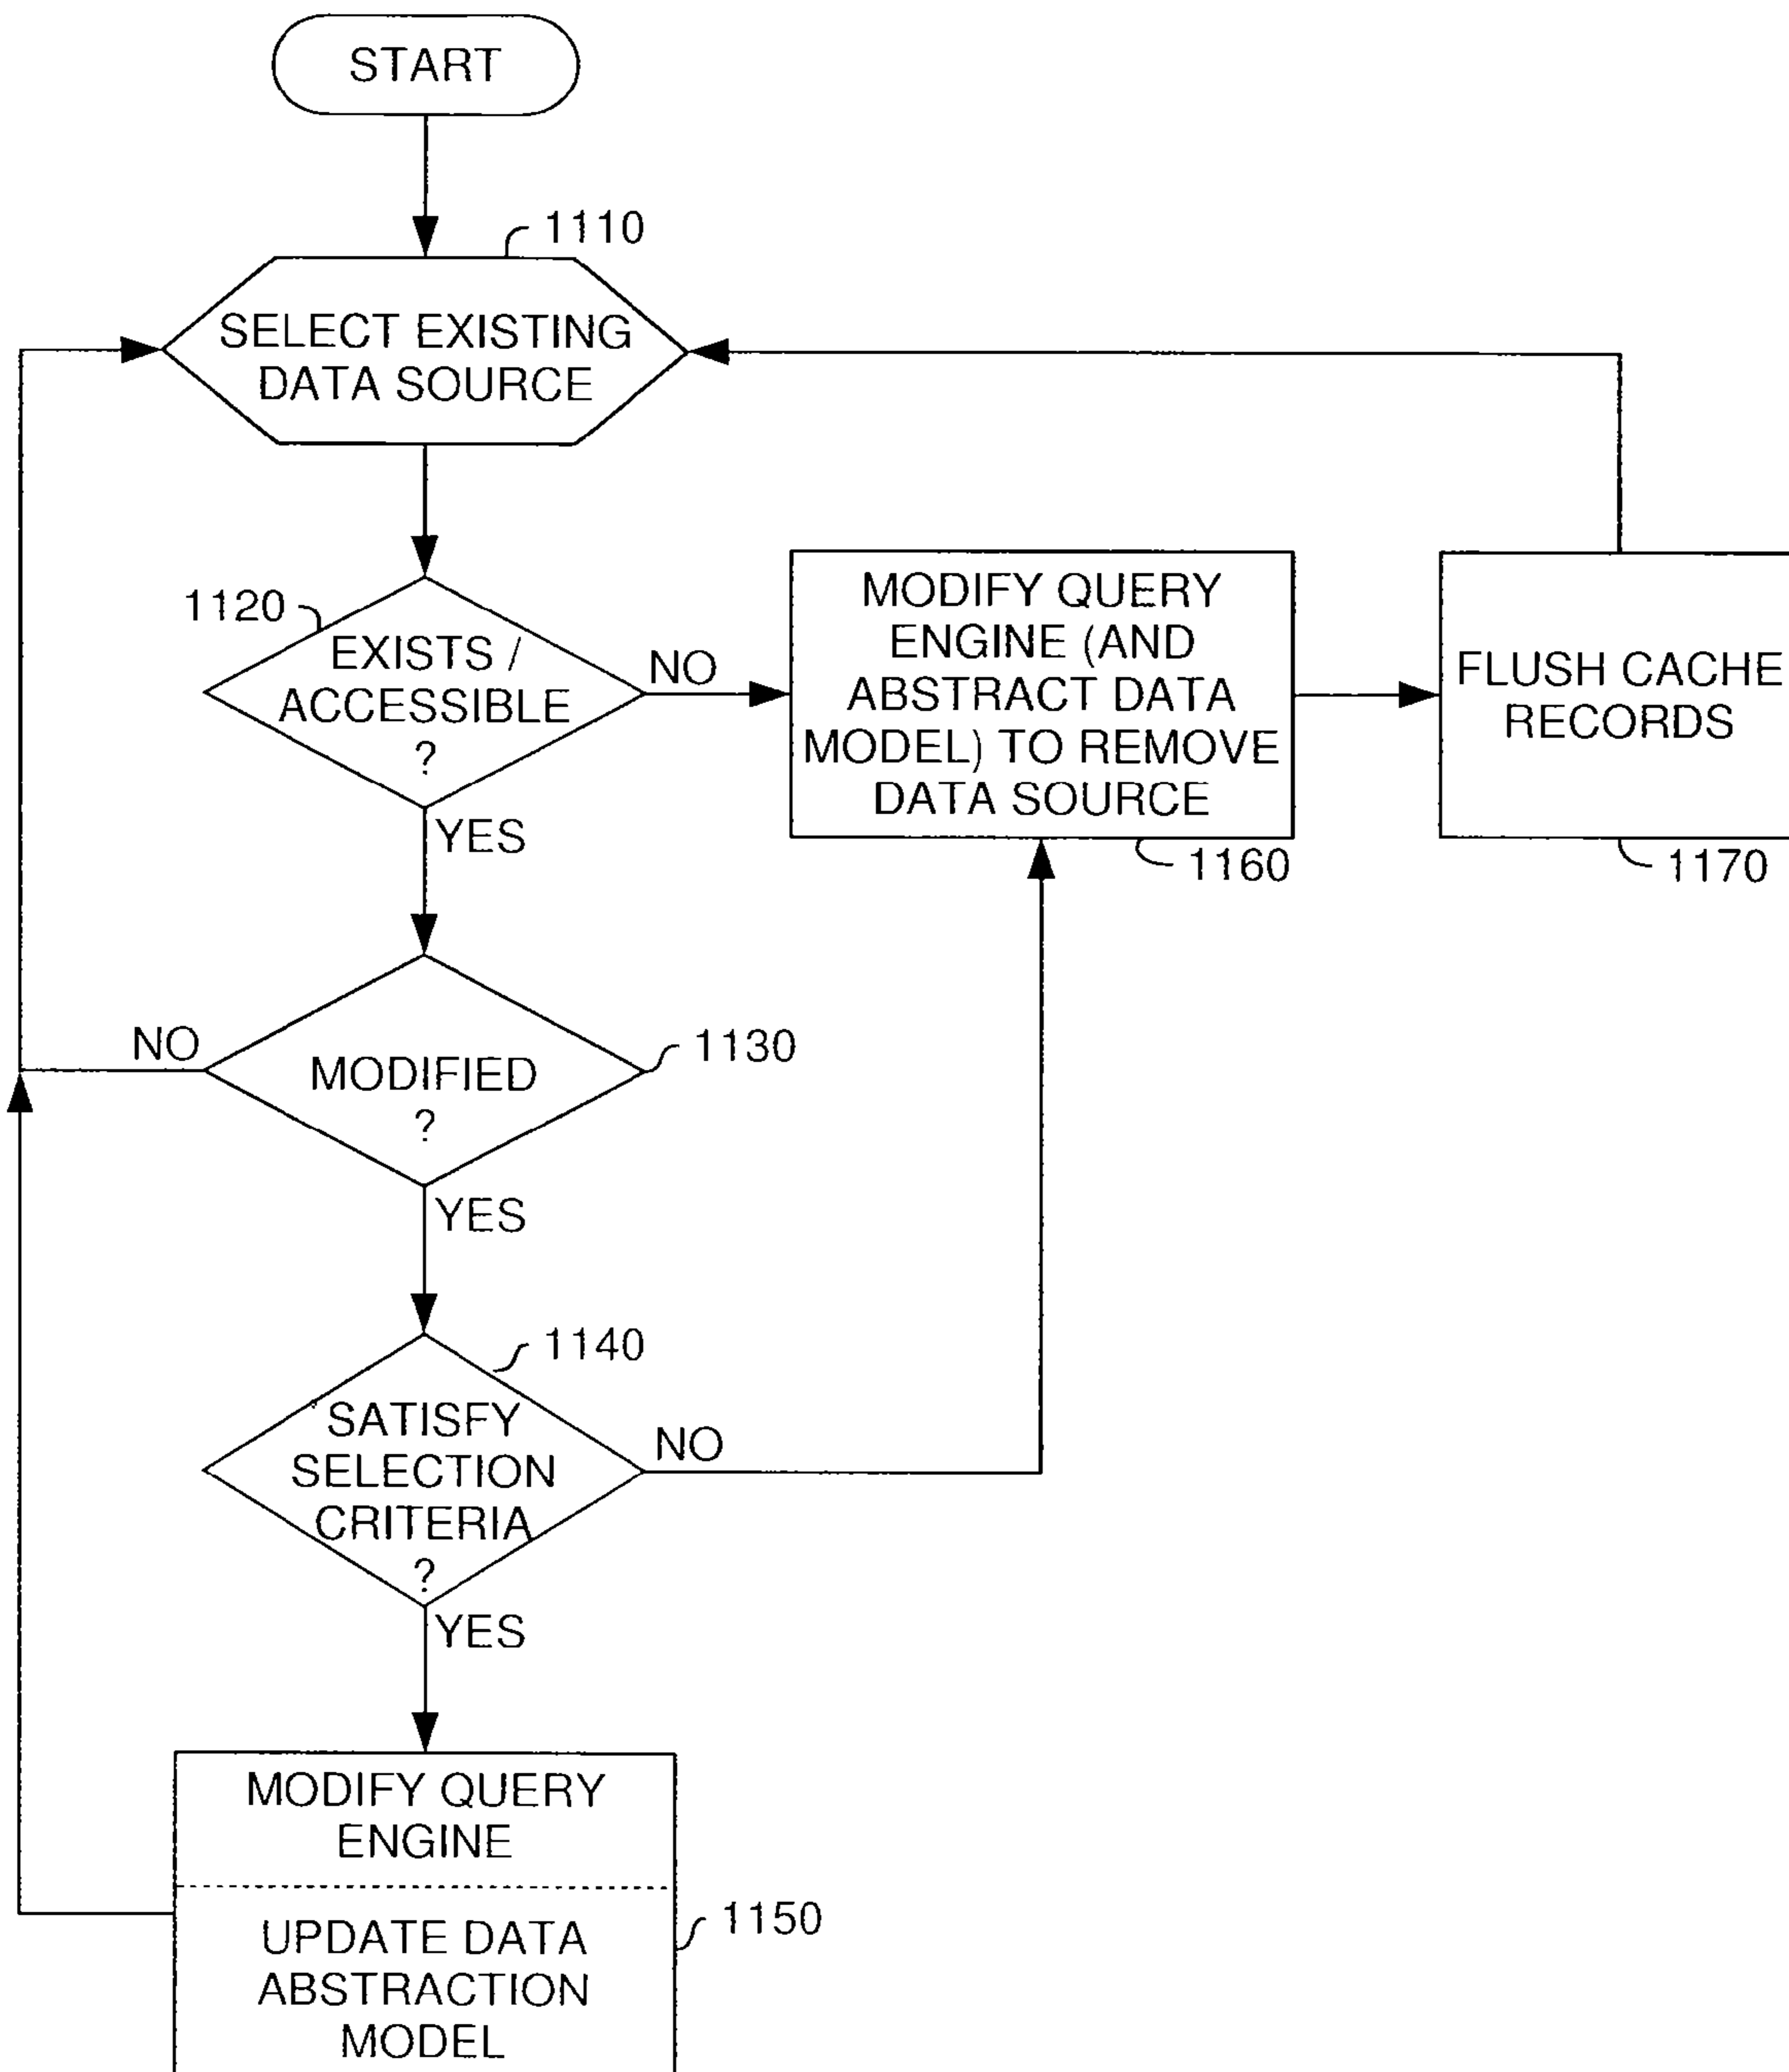 START
1110
SELECT EXISTING
DATA SOURCE
1120
EXISTS /
ACCESSIBLE
?
NO
YES
MODIFY QUERY
ENGINE (AND
ABSTRACT DATA
MODEL) TO REMOVE
DATA SOURCE
1160
FLUSH CACHE
RECORDS
1170
NO
MODIFIED
?
1130
YES
1140
SATISFY
SELECTION
CRITERIA
?
NO
YES
MODIFY QUERY
ENGINE
UPDATE DATA
ABSTRACTION
MODEL
1150